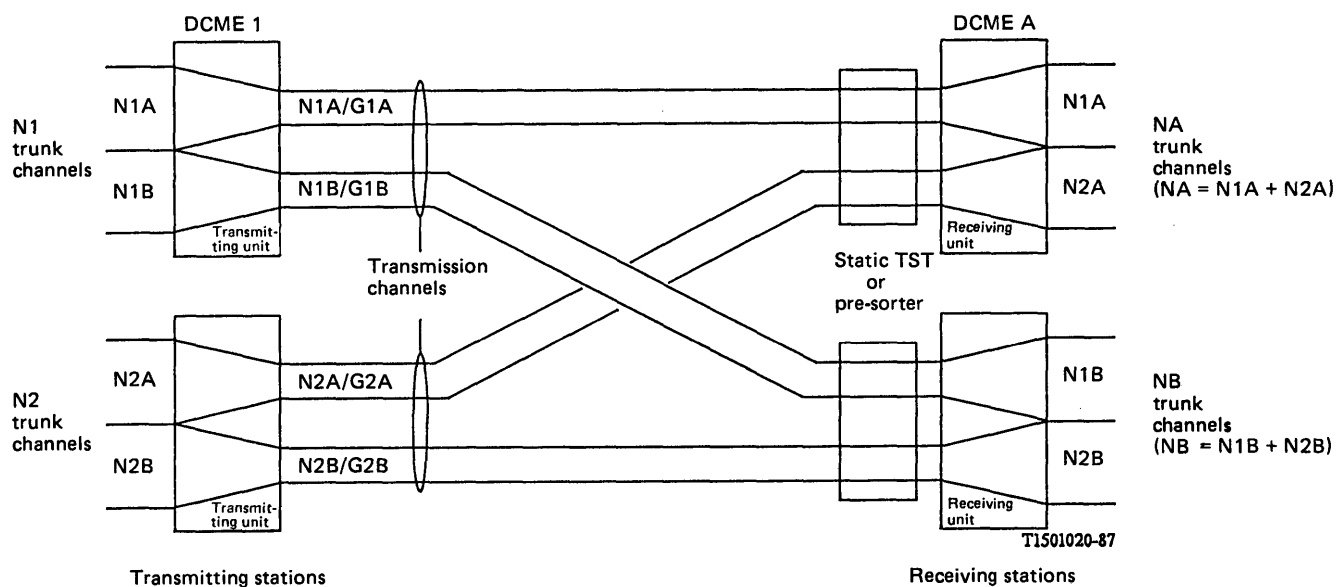 DCME 1
DCME A
N1A
N1A/G1A
N1A
N1
trunk
channels
NA
trunk
channels
(NA = N1A + N2A)
N1B
N1B/G1B
N2A
Transmit-
ting unit
Receiving
unit
Transmission
channels
Static TST
or
pre-sorter
N2A
N2A/G2A
N1B
N2
trunk
channels
NB
trunk
channels
(NB = N1B + N2B)
N2B
N2B/G2B
N2B
Transmit-
ting unit
Receiving
unit
T1501020-87
Transmitting stations
Receiving stations